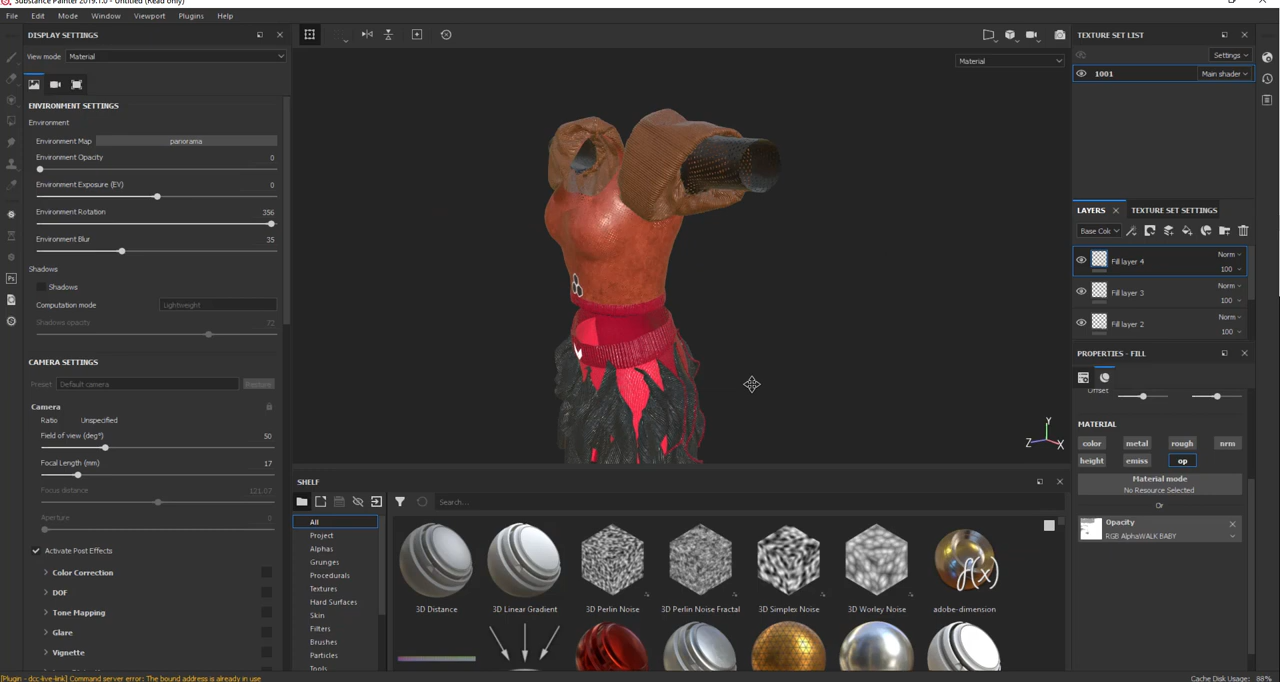 Substance Painter 2019.1.0 - Untitled (Read only)
File Edit Mode Window Viewport Plugins Help
DISPLAY SETTINGS
View mode: Material
ENVIRONMENT SETTINGS
Environment
Environment Map panorama
Environment Opacity 0
Environment Exposure (EV) 0
Environment Rotation 356
Environment Blur 35
Shadows
Shadows
Computation mode Lightweight
Shadows opacity 72
CAMERA SETTINGS
Preset: Default camera Restore
Camera
Ratio Unspecified
Field of view (deg°) 50
Focal Length (mm) 17
Focus distance 121.07
Aperture 0
Activate Post Effects
Color Correction
DOF
Tone Mapping
Glare
Vignette
Material
Y
Z X
SHELF
Search...
All
Project
Alphas
Grunges
Procedurals
Textures
Hard Surfaces
Skin
Filters
Brushes
Particles
Tools
3D Distance 3D Linear Gradient 3D Perlin Noise 3D Perlin Noise Fractal 3D Simplex Noise 3D Worley Noise adobe-dimension
f(x)
TEXTURE SET LIST
Settings
1001 Main shader
LAYERS TEXTURE SET SETTINGS
Base Colo
Fill layer 4 Norm 100
Fill layer 3 Norm 100
Fill layer 2 Norm 100
PROPERTIES - FILL
Offset
MATERIAL
color metal rough nrm
height emiss op
Material mode
No Resource Selected
Or
Opacity
RGB AlphaWALK BABY
Ps
[Plugin - dcc-live-link] Command server error: The bound address is already in use
Cache Disk Usage: 88%